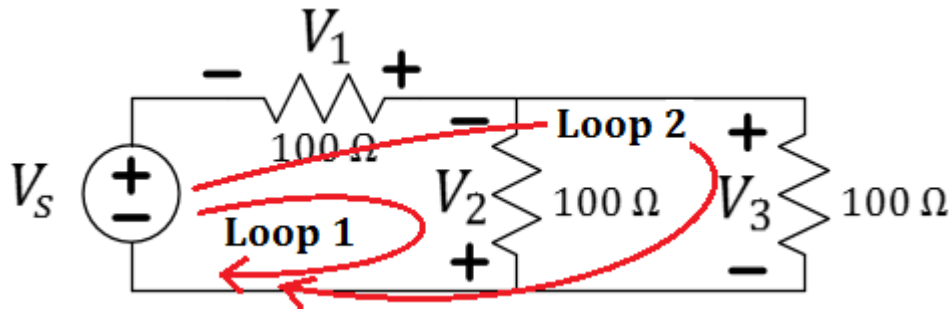 V₁
− +
100 Ω
− Loop 2 +
Vₛ + −
V₂ 100 Ω V₃ 100 Ω
Loop 1
+ −